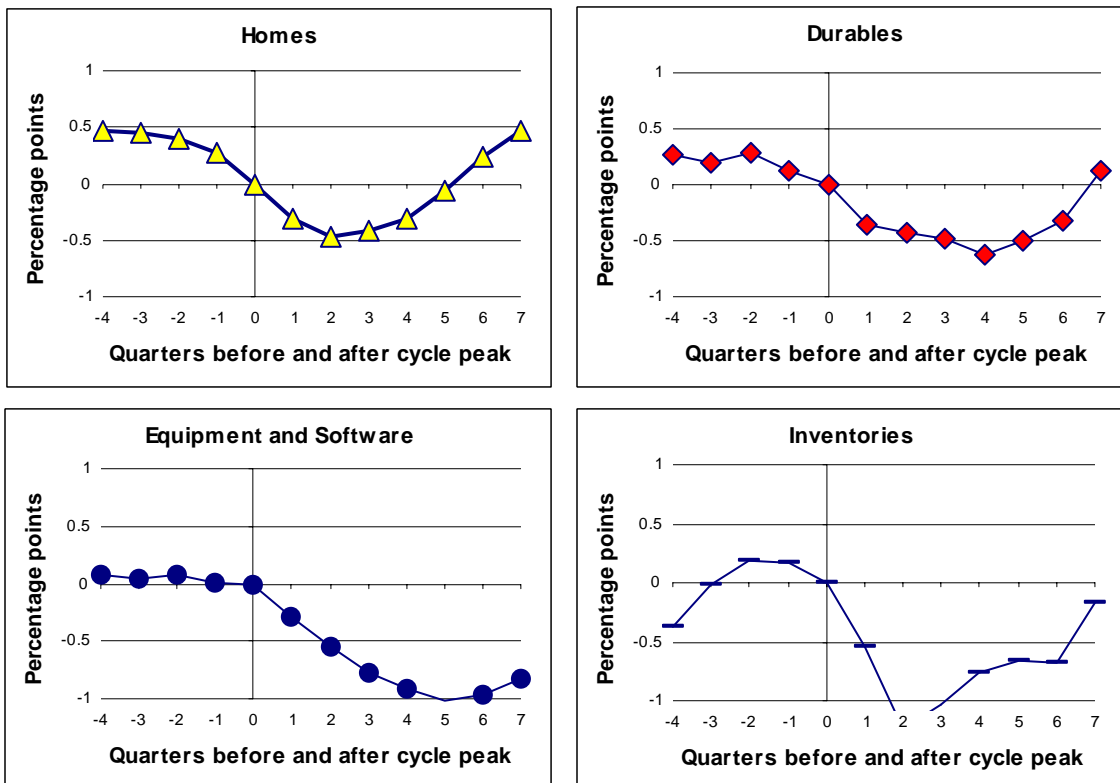 Homes
Percentage points
1
0.5
0
-0.5
-1
-4 -3 -2 -1 0 1 2 3 4 5 6 7
Quarters before and after cycle peak
Durables
Percentage points
1
0.5
0
-0.5
-1
-4 -3 -2 -1 0 1 2 3 4 5 6 7
Quarters before and after cycle peak
Equipment and Software
Percentage points
1
0.5
0
-0.5
-1
-4 -3 -2 -1 0 1 2 3 4 5 6 7
Quarters before and after cycle peak
Inventories
Percentage points
1
0.5
0
-0.5
-1
-4 -3 -2 -1 0 1 2 3 4 5 6 7
Quarters before and after cycle peak